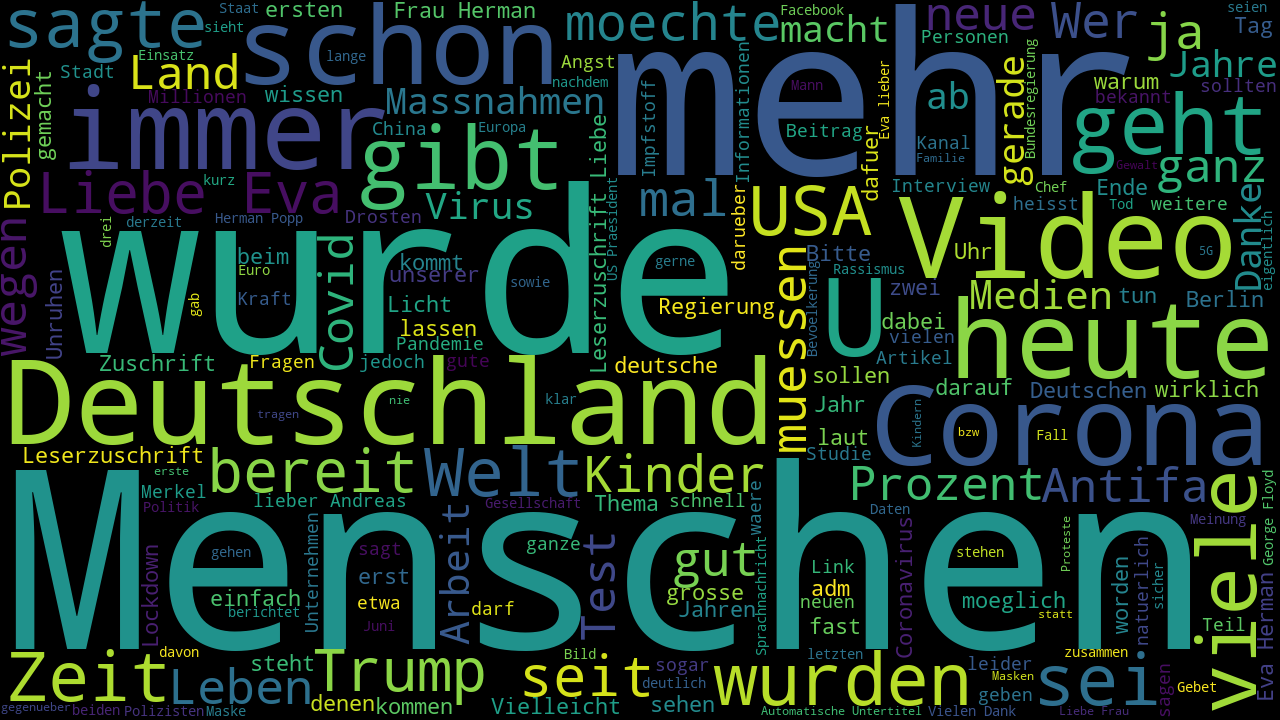 sagte
schon
Staat
ersten
sieht
Frau Herman
moechte
Facebook
macht
neue
Wer
ja
seien
Tag
Polizei
Stadt
Einsatz
lange
Land
Angst
nachdem
mehr
Mann
Personen
Jahre
warum
sollten
bekannt
gemacht
Millionen
wissen
Massnahmen
immer
China
Europa
gibt
Liebe
Impfstoff
Informationen
Beitrag
Eva lieber
ab
Kanal
Familie
gerade
Bundesregierung
geht
Gewalt
ganz
Liebe Eva
kurz
Virus
mal
dafuer
Interview
Chef
Ende
heisst
Tod
weitere
Danke
eigentlich
Wegen
drei
derzeit
Herman Popp
Drosten
Leserzuschrift
US Praesident
darueber
USA
Video
Uhr
5G
Unruhen
beim
Euro
gab
Kraft
Covid
kommt
unserer
Licht
lassen
Pandemie
sowie
gerne
wurde
Regierung
muessen
Bitte
Bevoelkerung
Rassismus
zwei
U
dabei
vielen
Artikel
Medien
tun
Berlin
heute
Zuschrift
Fragen
jedoch
gute
deutsche
sollen
darauf
Deutschen
wirklich
Deutschland
tragen
nie
klar
Jahr
laut
Studie
Corona
Kindern
bzw
Fall
Leserzuschrift
erste
Merkel
Politik
bereit
Welt
Kinder
Prozent
Antifa
viele
George Floyd
lieber Andreas
Gesellschaft
Thema
schnell
waere
Daten
Meinung
Menschen
Lockdown
gehen
einfach
berichtet
Unternehmen
sagt
erst
etwa
Juni
Arbeit
darf
ganze
Test
gut
grosse
Jahren
Sprachnachricht
Link
adm
neuen
fast
Coronavirus
stehen
Proteste
moeglich
statt
worden
natuerlich
sicher
Teil
Eva Herman
Zeit
davon
Leben
steht
Trump
denen
kommen
seit
Bild
Vielleicht
sogar
deutlich
sehen
wurden
letzten
leider
Masken
geben
sei
zusammen
sagen
Gebet
gegenueber
beiden
Polizisten
Maske
Automatische Untertitel
Vielen Dank
Liebe Frau